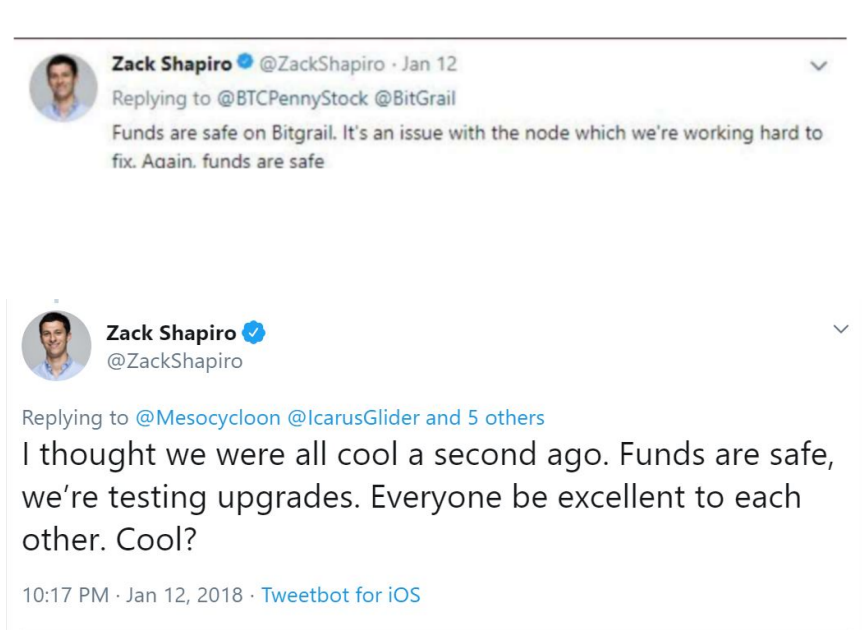 Zack Shapiro @ZackShapiro · Jan 12
Replying to @BTCPennyStock @BitGrail
Funds are safe on Bitgrail. It's an issue with the node which we're working hard to
fix. Again, funds are safe
Zack Shapiro
@ZackShapiro
Replying to @Mesocycloon @IcarusGlider and 5 others
I thought we were all cool a second ago. Funds are safe,
we're testing upgrades. Everyone be excellent to each
other. Cool?
10:17 PM · Jan 12, 2018 · Tweetbot for iOS